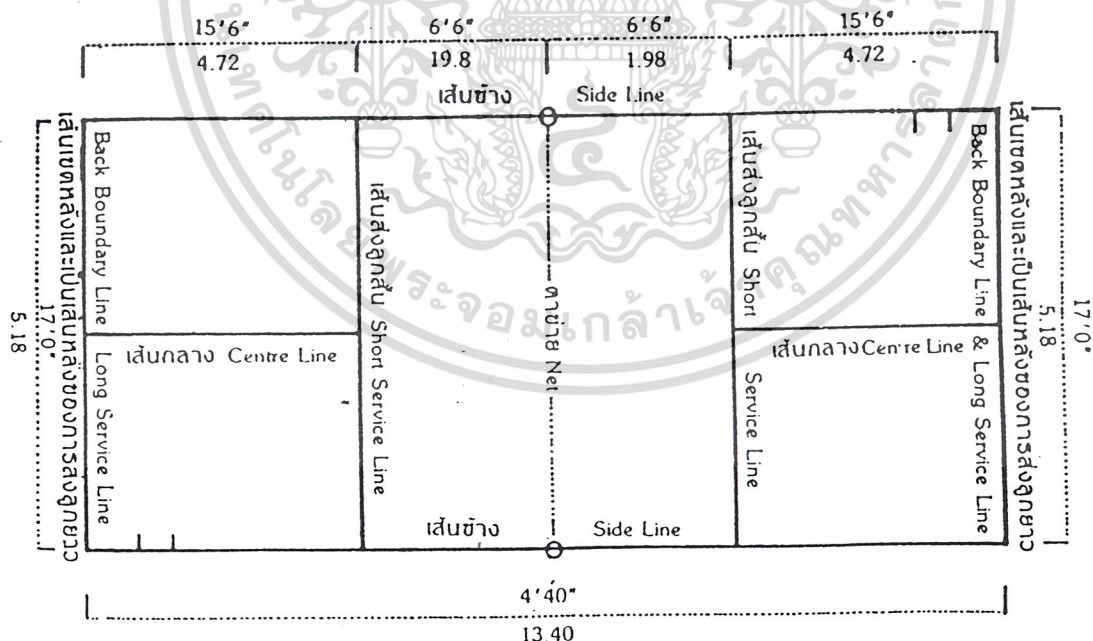 15'6" 6'6" 6'6" 15'6"
4.72 19.8 1.98 4.72
เส้นข้าง Side Line
เส้นเขตหลังและเป็นเส้นหลังของการส่งลูกยาว
17'0"
5.18
Back Boundary Line
Long Service Line
เส้นกลาง Centre Line
เส้นส่งลูกสั้น Short Service Line
ตาข่าย Net
เส้นส่งลูกสั้น Short
Service Line
เส้นกลาง Centre Line
Back Boundary Line & Long Service Line
เส้นเขตหลังและเป็นเส้นหลังของการส่งลูกยาว
5.18
17'0"
เส้นข้าง Side Line
4'40"
13.40